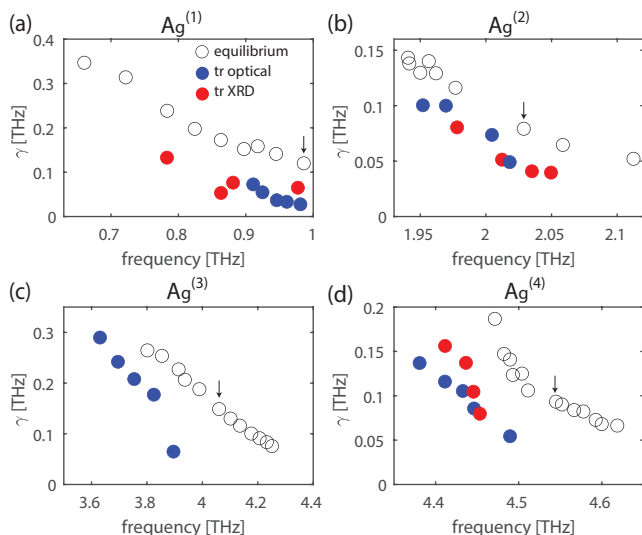 (a) Ag(1)
0.4
0.3
0.2
0.1
0
γ [THz]
equilibrium
tr optical
tr XRD
0.7 0.8 0.9 1
frequency [THz]
(b) Ag(2)
0.15
0.1
0.05
0
γ [THz]
1.95 2 2.05 2.1
frequency [THz]
(c) Ag(3)
0.3
0.2
0.1
0
γ [THz]
3.6 3.8 4 4.2 4.4
frequency [THz]
(d) Ag(4)
0.2
0.15
0.1
0.05
0
γ [THz]
4.4 4.5 4.6
frequency [THz]